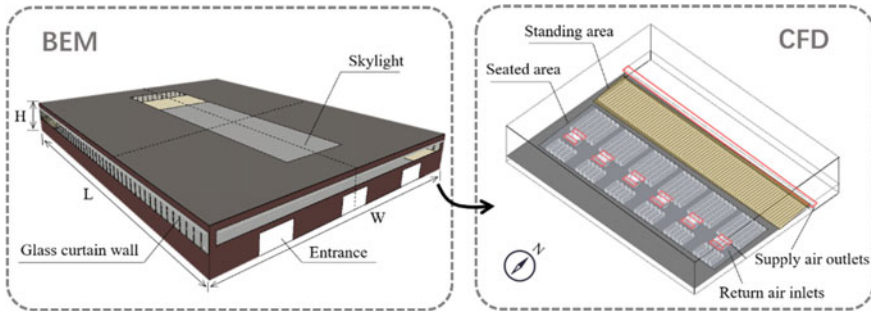 BEM
Skylight
H
L
W
Glass curtain wall
Entrance
CFD
Standing area
Seated area
N
Supply air outlets
Return air inlets